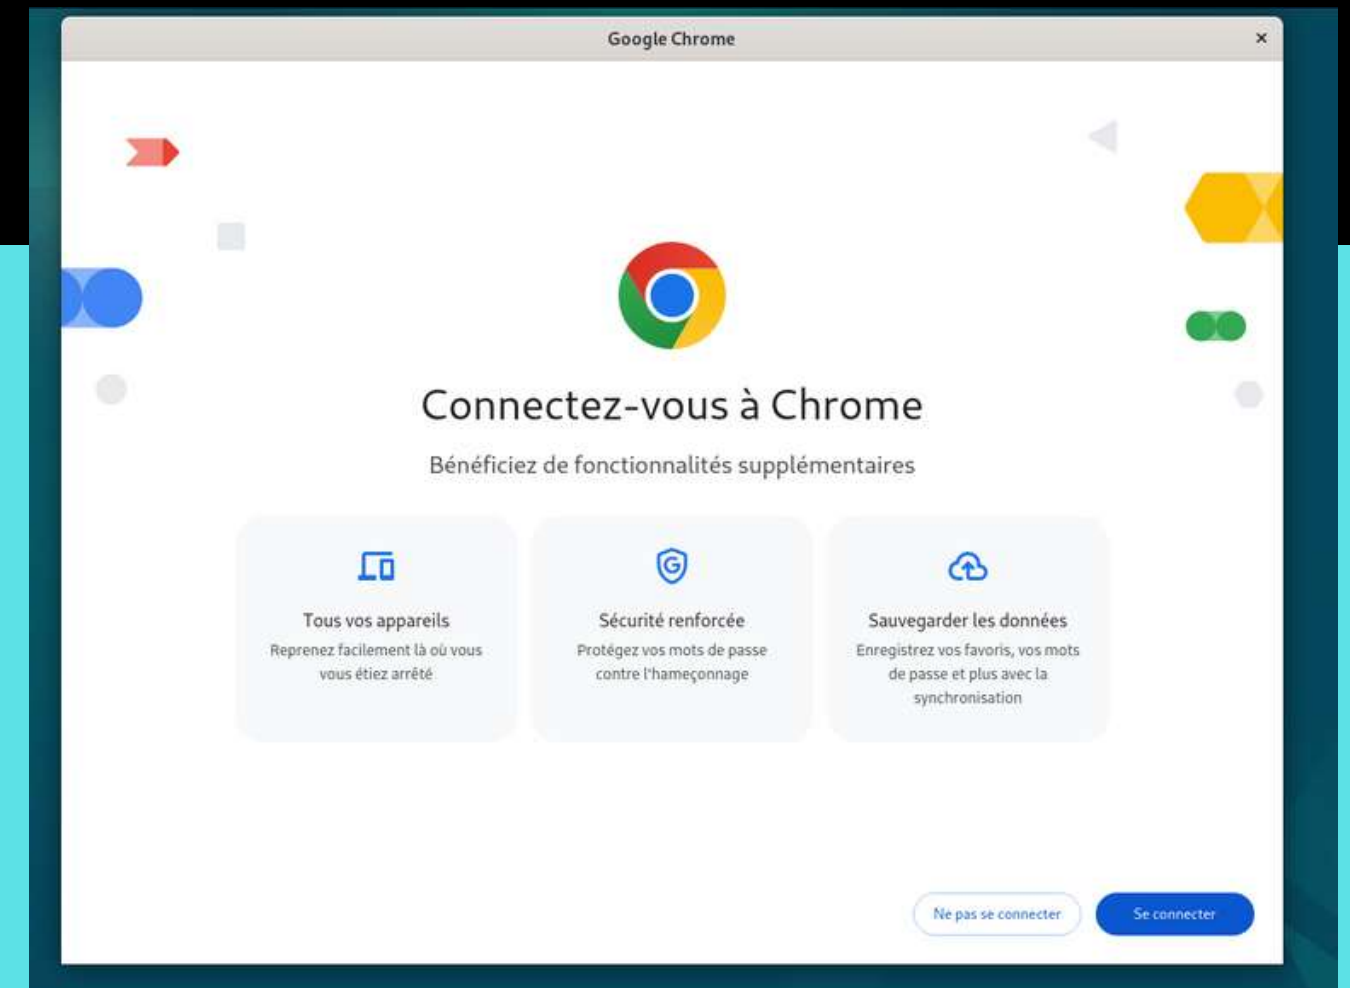 Google Chrome
Connectez-vous à Chrome
Bénéficiez de fonctionnalités supplémentaires
Tous vos appareils
Reprenez facilement là où vous
vous étiez arrêté
Sécurité renforcée
Protégez vos mots de passe
contre l'hameçonnage
Sauvegarder les données
Enregistrez vos favoris, vos mots
de passe et plus avec la
synchronisation
Ne pas se connecter
Se connecter